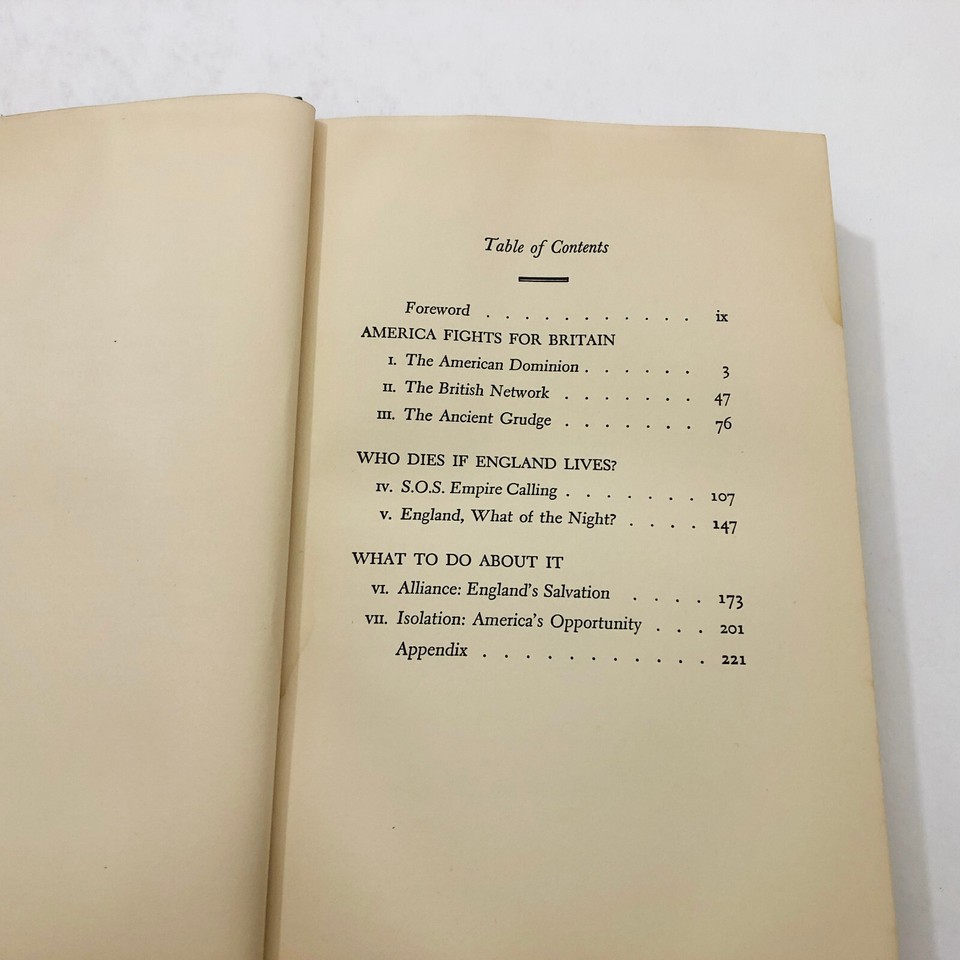 Table of Contents
Foreword . . . . . . . . . . . ix
AMERICA FIGHTS FOR BRITAIN
I. The American Dominion . . . . . . 3
II. The British Network . . . . . . . 47
III. The Ancient Grudge . . . . . . . 76
WHO DIES IF ENGLAND LIVES?
IV. S.O.S. Empire Calling . . . . . . . 107
V. England, What of the Night? . . . . 147
WHAT TO DO ABOUT IT
VI. Alliance: England's Salvation . . . . 173
VII. Isolation: America's Opportunity . . . 201
Appendix . . . . . . . . . . . 221